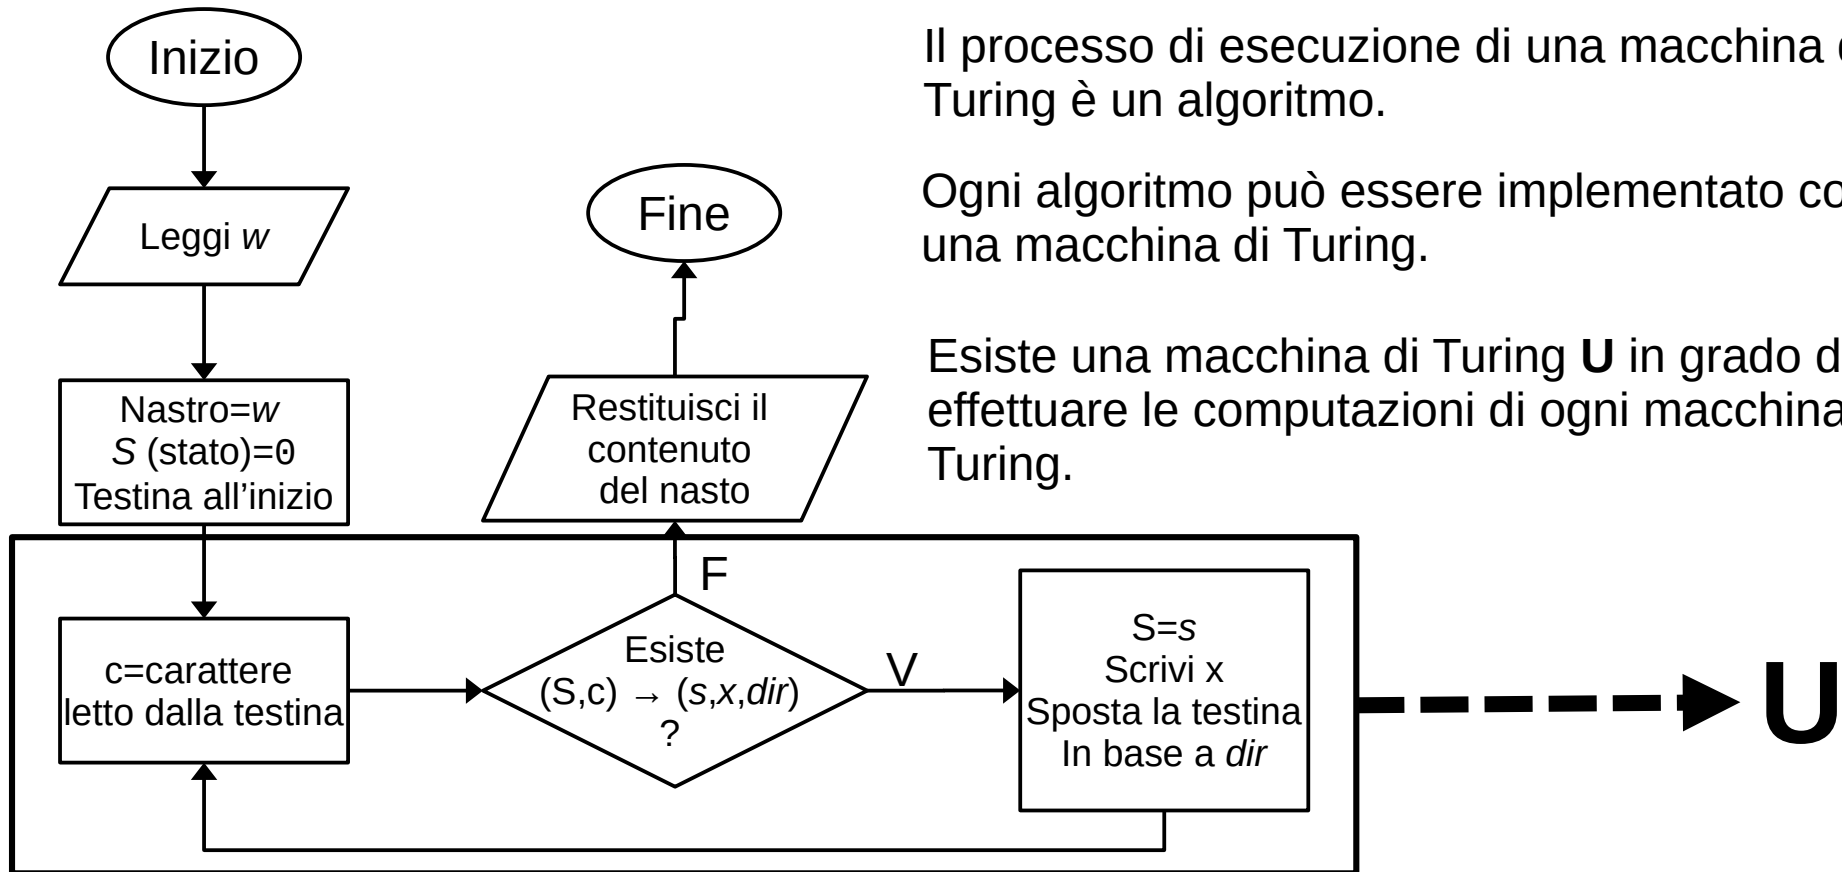 Inizio
Leggi w
Nastro=w
S (stato)=0
Testina all’inizio
c=carattere
letto dalla testina
Esiste
(S,c) → (s,x,dir)
?
F
V
S=s
Scrivi x
Sposta la testina
In base a dir
Restituisci il
contenuto
del nasto
Fine
Il processo di esecuzione di una macchina
Turing è un algoritmo.
Ogni algoritmo può essere implementato
una macchina di Turing.
Esiste una macchina di Turing U in grado
effettuare le computazioni di ogni macchina
Turing.
U